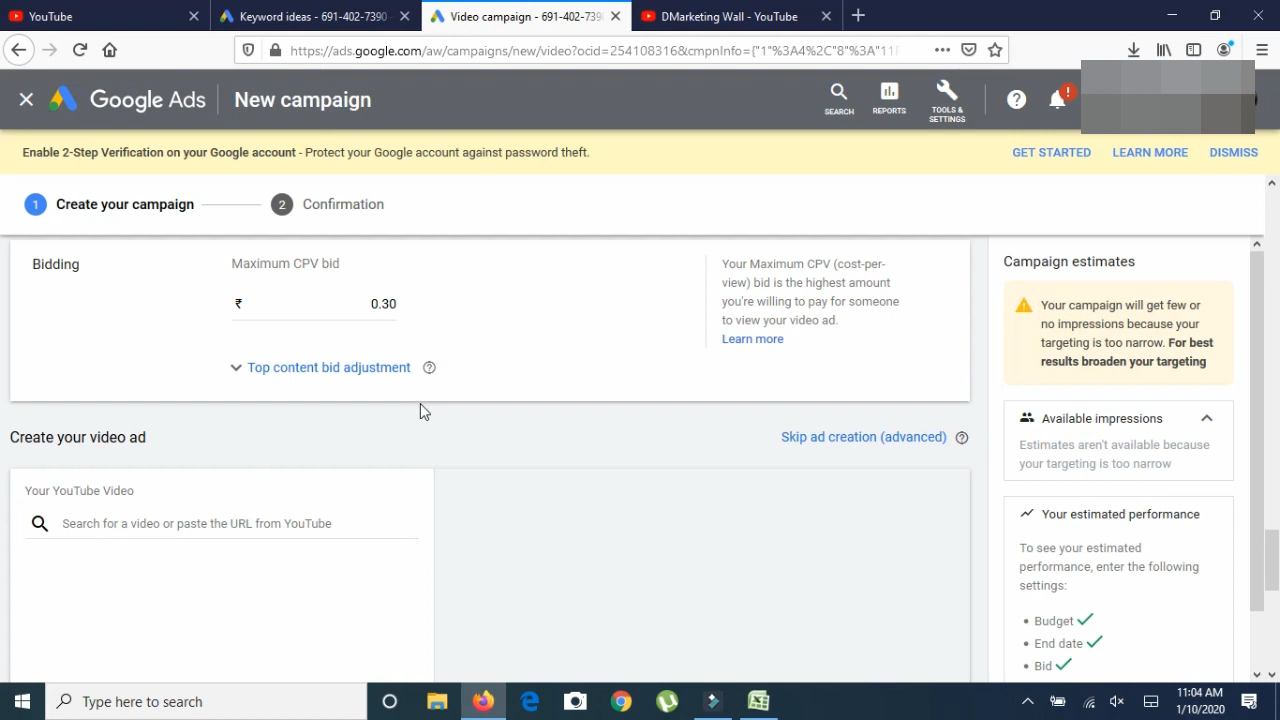 YouTube
Keyword ideas - 691-402-7390
Video campaign - 691-402-739
DMarketing Wall - YouTube
https://ads.google.com/aw/campaigns/new/video?ocid=254108316&cmpnInfo={"1"%3A4%2C"8"%3A"11
Google Ads
New campaign
SEARCH
REPORTS
TOOLS &
SETTINGS
Enable 2-Step Verification on your Google account - Protect your Google account against password theft.
GET STARTED
LEARN MORE
DISMISS
1 Create your campaign
2 Confirmation
Bidding
Maximum CPV bid
₹ 0.30
Top content bid adjustment
Your Maximum CPV (cost-per-
view) bid is the highest amount
you're willing to pay for someone
to view your video ad.
Learn more
Create your video ad
Skip ad creation (advanced)
Your YouTube Video
Search for a video or paste the URL from YouTube
Campaign estimates
Your campaign will get few or
no impressions because your
targeting is too narrow. For best
results broaden your targeting
Available impressions
Estimates aren't available because
your targeting is too narrow
Your estimated performance
To see your estimated
performance, enter the following
settings:
Budget
End date
Bid
Type here to search
11:04 AM
1/10/2020